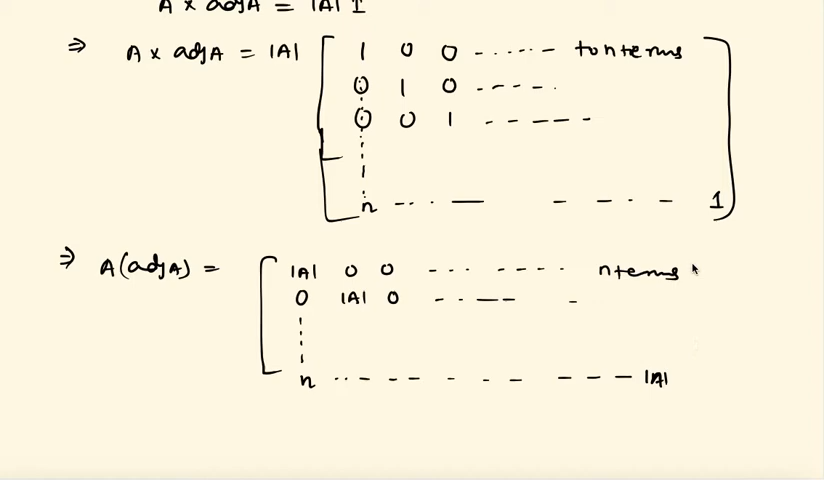 A × adjA = |A| I
⇒ A × adjA = |A| [ 1 0 0 ------ to n terms ]
0 1 0 -----
0 0 1 ------
n --- — - --- - 1
⇒ A(adjA) = [ |A| 0 0 --- ---- n terms
0 |A| 0 ----- -
n ------ - - - --- |A|